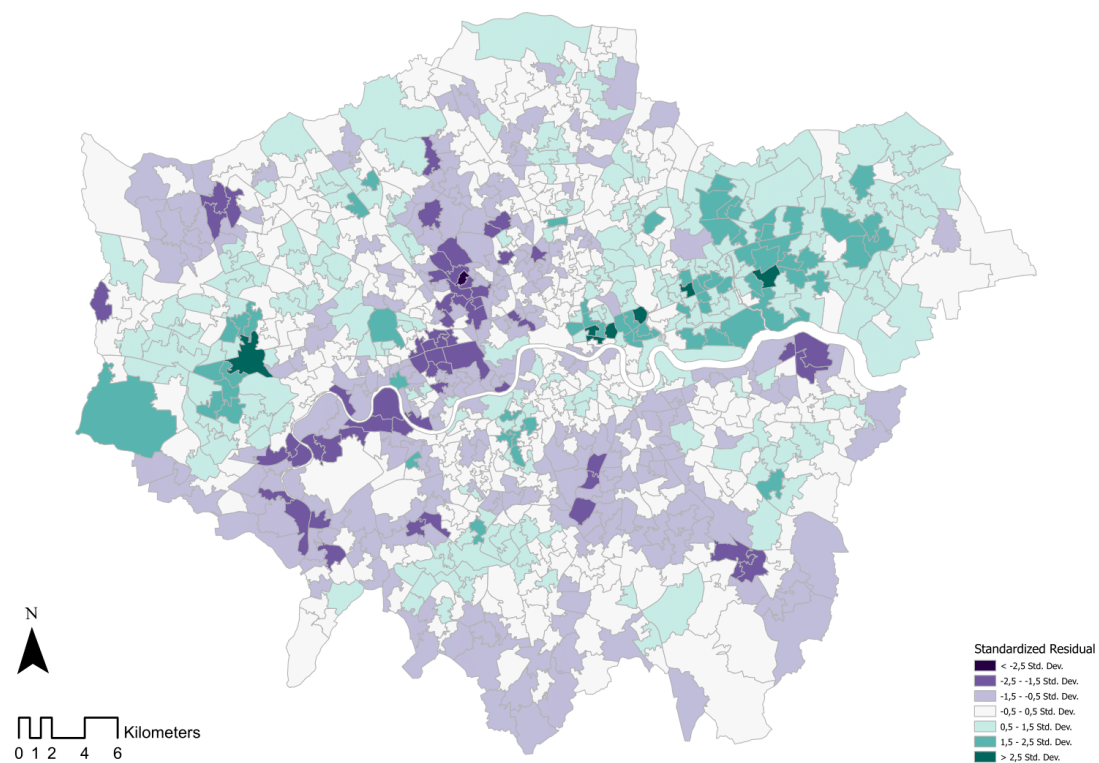 N
Kilometers
0 1 2 4 6
Standardized Residual
< -2,5 Std. Dev.
-2,5 - -1,5 Std. Dev.
-1,5 - -0,5 Std. Dev.
-0,5 - 0,5 Std. Dev.
0,5 - 1,5 Std. Dev.
1,5 - 2,5 Std. Dev.
> 2,5 Std. Dev.